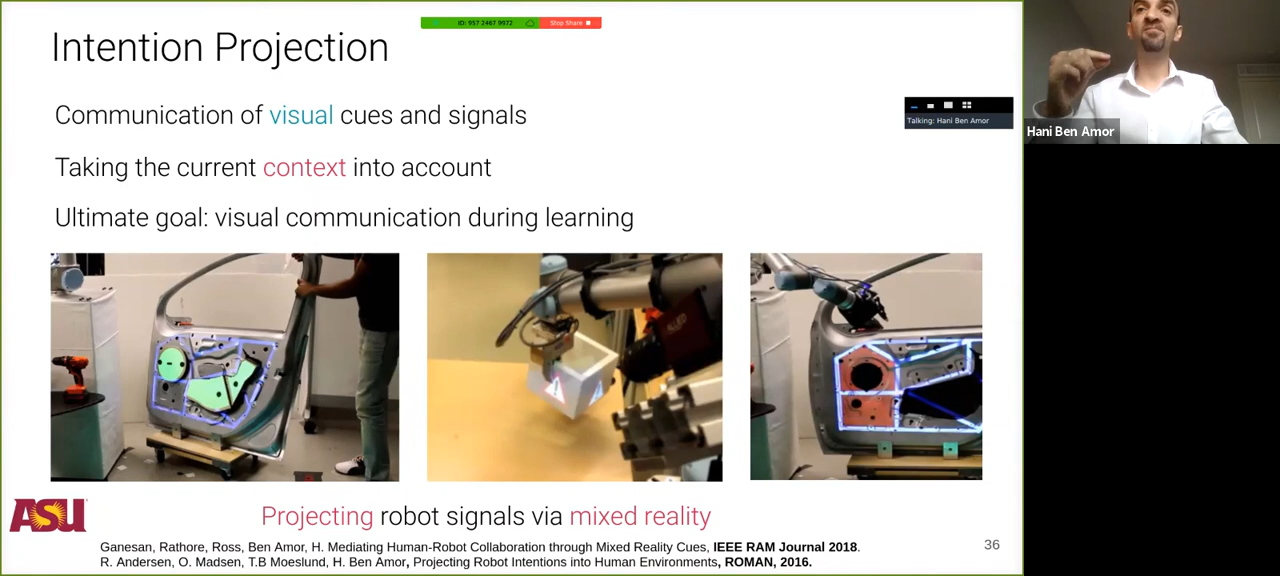 ID: 957 2467 9972 Stop Share
Intention Projection
Communication of visual cues and signals
Talking: Hani Ben Amor
Hani Ben Amor
Taking the current context into account
Ultimate goal: visual communication during learning
ASU
Projecting robot signals via mixed reality
Ganesan, Rathore, Ross, Ben Amor, H. Mediating Human-Robot Collaboration through Mixed Reality Cues, IEEE RAM Journal 2018.
R. Andersen, O. Madsen, T.B Moeslund, H. Ben Amor, Projecting Robot Intentions into Human Environments, ROMAN, 2016.
36